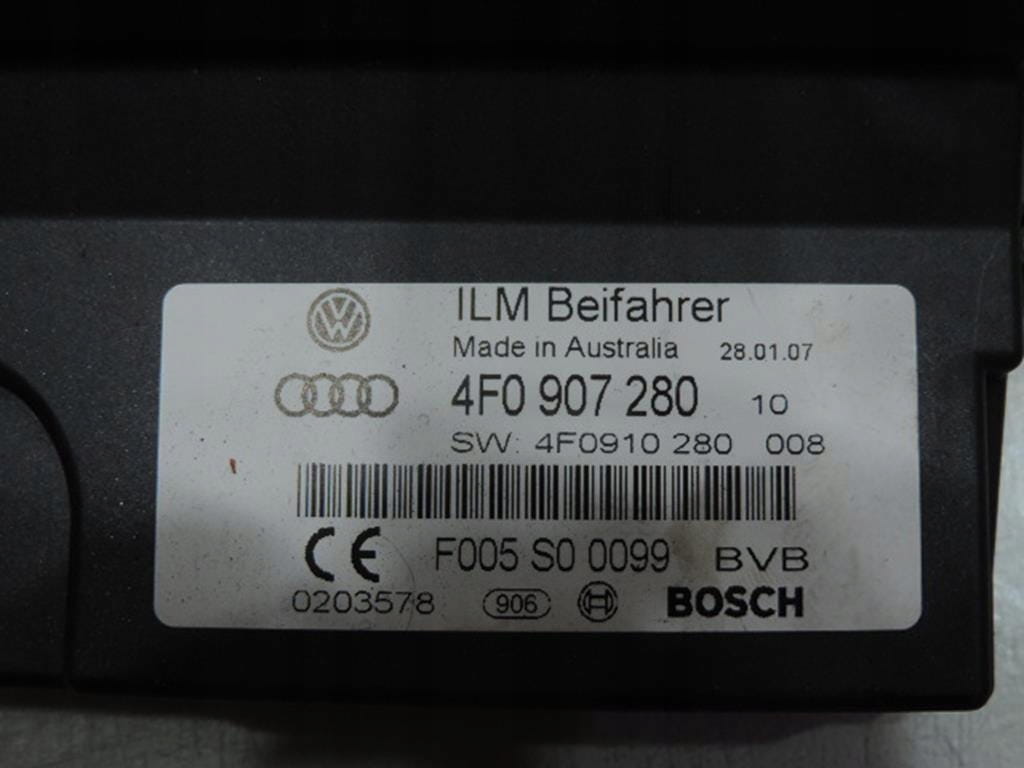 ILM Beifahrer
Made in Australia 28.01.07
4F0 907 280 10
SW: 4F0910 280 008
CE F005 S0 0099 BVB
0203578 906 BOSCH